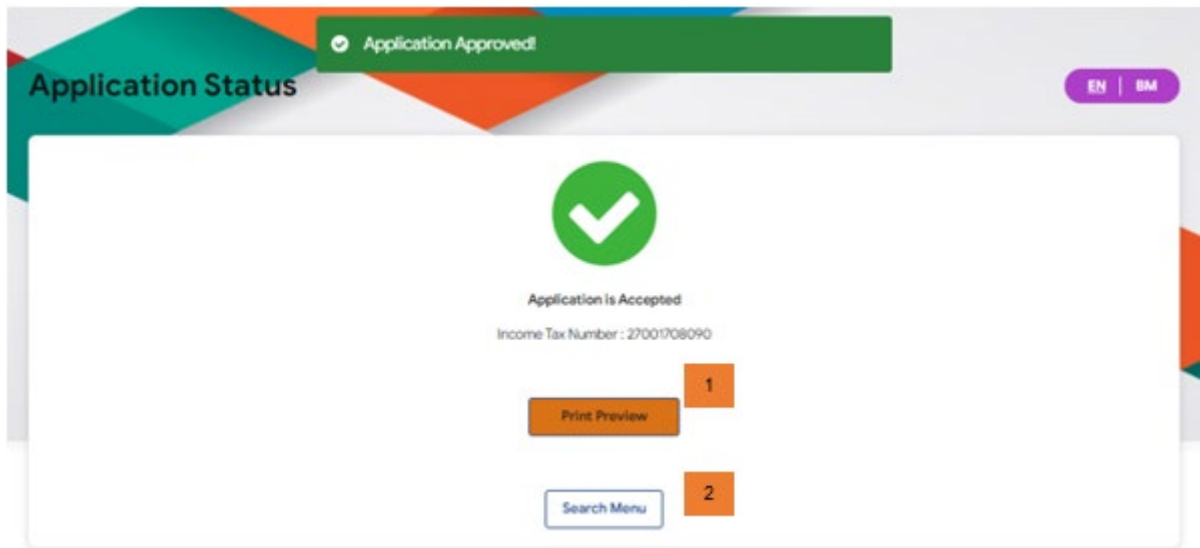 Application Approved!
Application Status
EN | BM
Application is Accepted
Income Tax Number : 27001708090
1
Print Preview
2
Search Menu